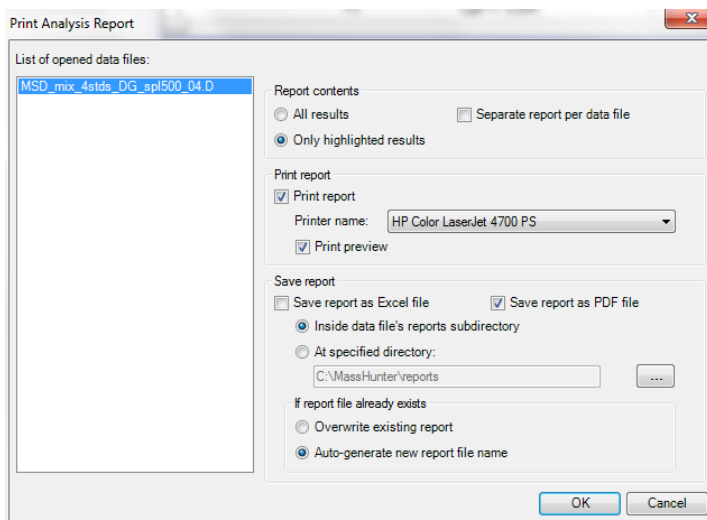 Print Analysis Report
List of opened data files:
MSD_mix_4stds_DG_spl500_04.D
Report contents
All results
Separate report per data file
Only highlighted results
Print report
Print report
Printer name:
HP Color LaserJet 4700 PS
Print preview
Save report
Save report as Excel file
Save report as PDF file
Inside data file's reports subdirectory
At specified directory:
C:\MassHunter\reports
...
If report file already exists
Overwrite existing report
Auto-generate new report file name
OK
Cancel